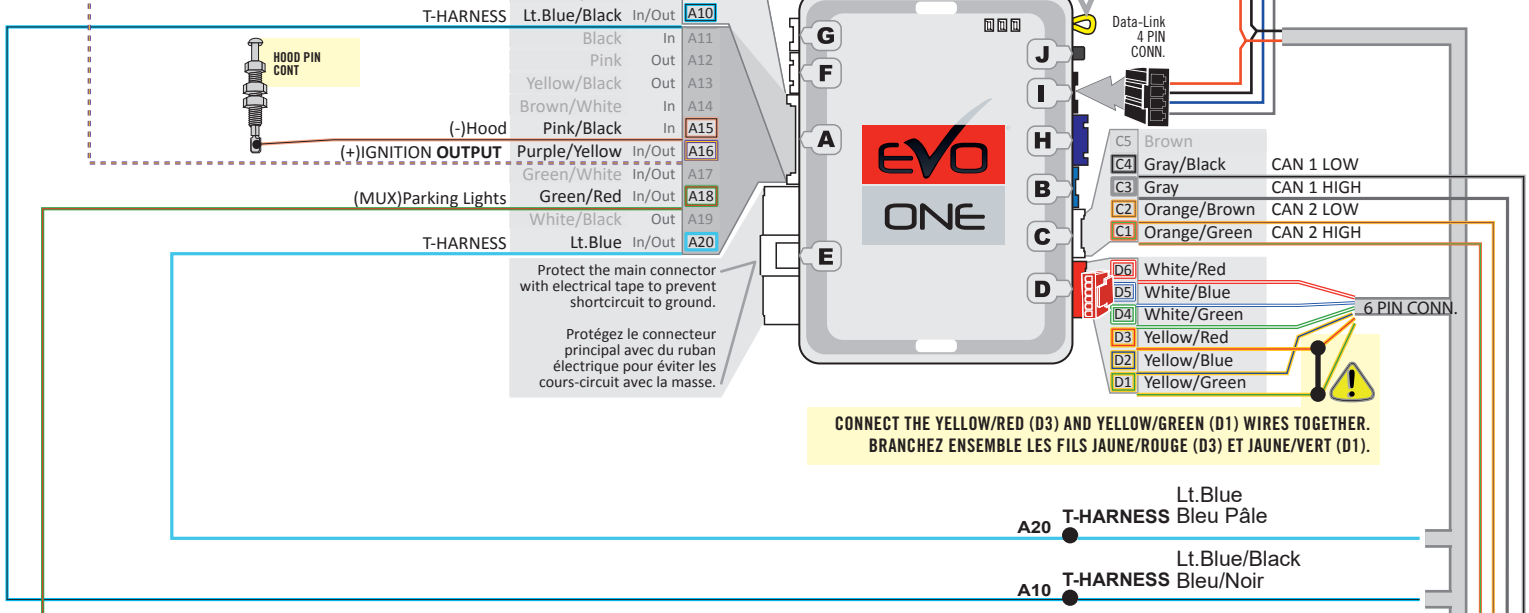 T-HARNESS Lt.Blue/Black In/Out A10
Black In A11
Pink Out A12
Yellow/Black Out A13
Brown/White In A14
(-)Hood Pink/Black In A15
(+)IGNITION OUTPUT Purple/Yellow In/Out A16
Green/White In/Out A17
(MUX)Parking Lights Green/Red In/Out A18
White/Black Out A19
T-HARNESS Lt.Blue In/Out A20
HOOD PIN
CONT
Protect the main connector
with electrical tape to prevent
shortcircuit to ground.
Protégez le connecteur
principal avec du ruban
électrique pour éviter les
cours-circuit avec la masse.
G
F
A
E
EVO
ONE
J
I
H
B
C
D
Data-Link
4 PIN
CONN.
C5 Brown
C4 Gray/Black CAN 1 LOW
C3 Gray CAN 1 HIGH
C2 Orange/Brown CAN 2 LOW
C1 Orange/Green CAN 2 HIGH
D6 White/Red
D5 White/Blue
D4 White/Green
D3 Yellow/Red
D2 Yellow/Blue
D1 Yellow/Green
6 PIN CONN.
!
CONNECT THE YELLOW/RED (D3) AND YELLOW/GREEN (D1) WIRES TOGETHER.
BRANCHEZ ENSEMBLE LES FILS JAUNE/ROUGE (D3) ET JAUNE/VERT (D1).
Lt.Blue
A20 T-HARNESS Bleu Pâle
Lt.Blue/Black
A10 T-HARNESS Bleu/Noir